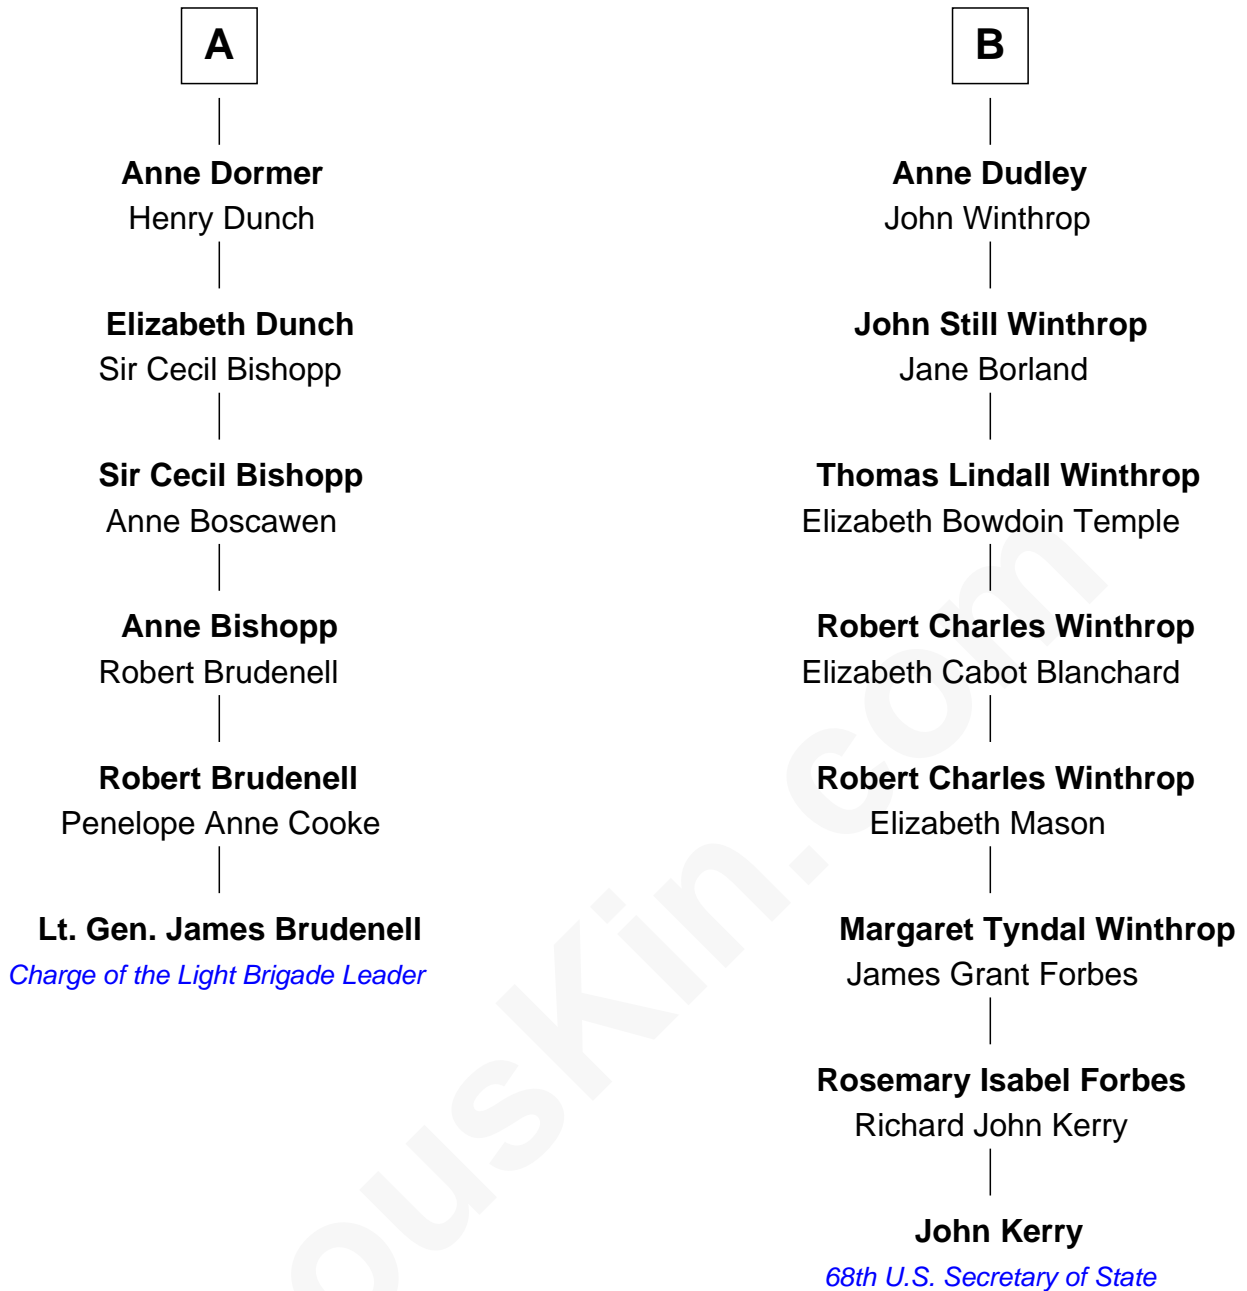 A
Anne Dormer
Henry Dunch
Elizabeth Dunch
Sir Cecil Bishopp
Sir Cecil Bishopp
Anne Boscawen
Anne Bishopp
Robert Brudenell
Robert Brudenell
Penelope Anne Cooke
Lt. Gen. James Brudenell
Charge of the Light Brigade Leader
B
Anne Dudley
John Winthrop
John Still Winthrop
Jane Borland
Thomas Lindall Winthrop
Elizabeth Bowdoin Temple
Robert Charles Winthrop
Elizabeth Cabot Blanchard
Robert Charles Winthrop
Elizabeth Mason
Margaret Tyndal Winthrop
James Grant Forbes
Rosemary Isabel Forbes
Richard John Kerry
John Kerry
68th U.S. Secretary of State
ousKin.com